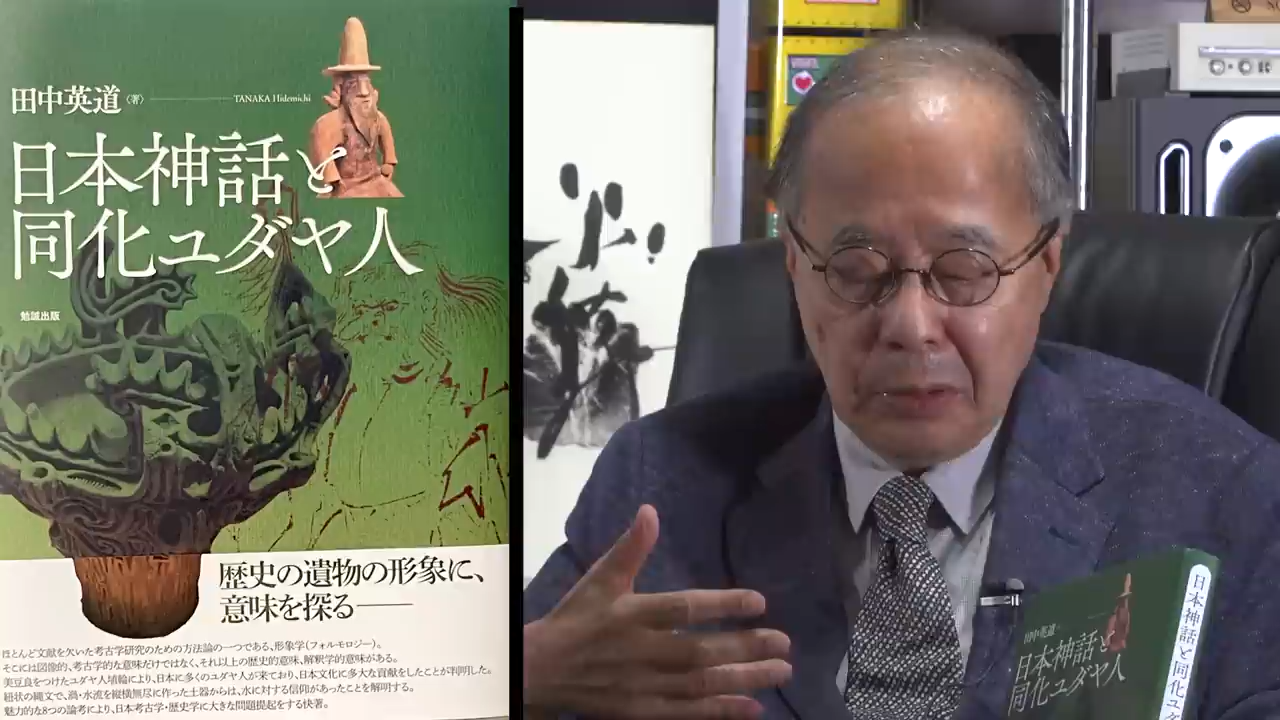 田中英道〈著〉 TANAKA Hidemichi
日本神話と
同化ユダヤ人
勉誠出版
歴史の遺物の形象に、
意味を探る──
ほとんど文献を欠いた考古学研究のための方法論の一つである、形象学(フォルモロジー)。
そこには図像的、考古学的な意味だけではなく、それ以上の歴史的意味、解釈学的意味がある。
美豆良をつけたユダヤ人埴輪により、日本に多くのユダヤ人が来ており、日本文化に多大な貢献をしたことが判明した。
紐状の縄文で、渦・水流を縦横無尽に作った土器からは、水に対する信仰があったことを解明する。
魅力的な8つの論考により、日本考古学・歴史学に大きな問題提起をする快著。
田中英道
日本神話と
同化ユダヤ人
日本神話と同化ユダ